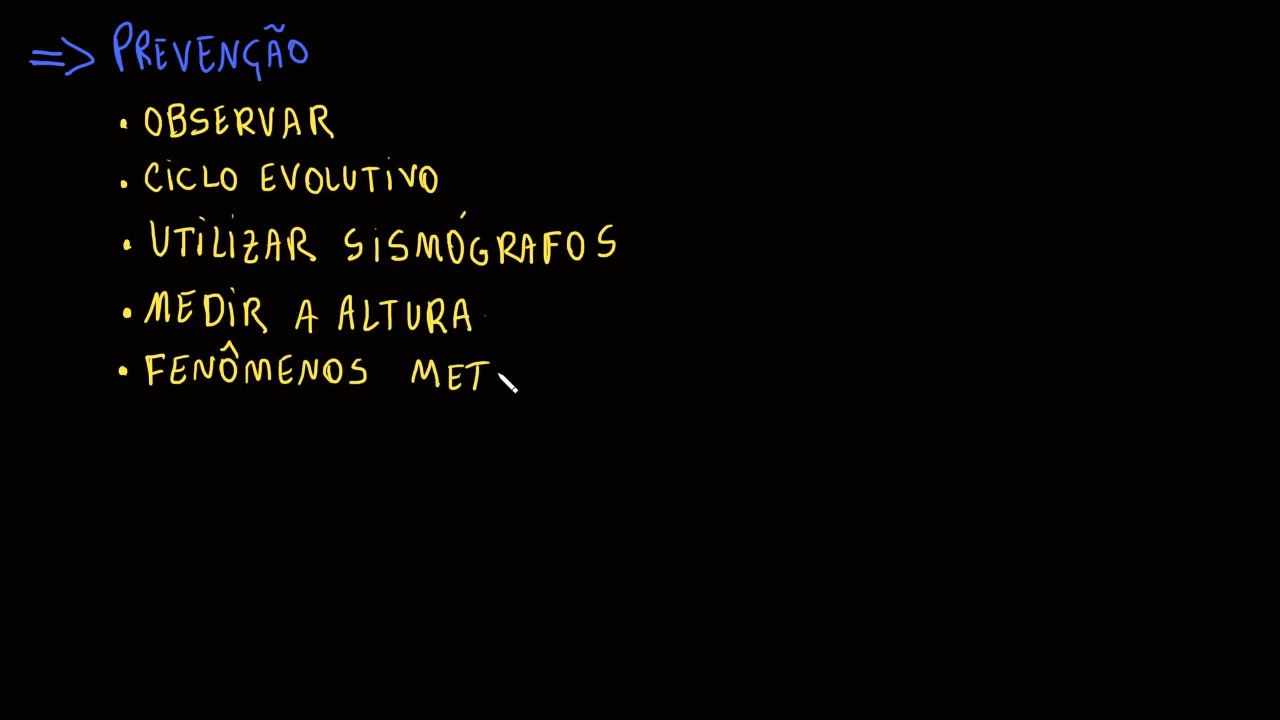 => PREVENÇÃO
• OBSERVAR
• CICLO EVOLUTIVO
• UTILIZAR SISMÓGRAFOS
• MEDIR A ALTURA
• FENÔMENOS MET